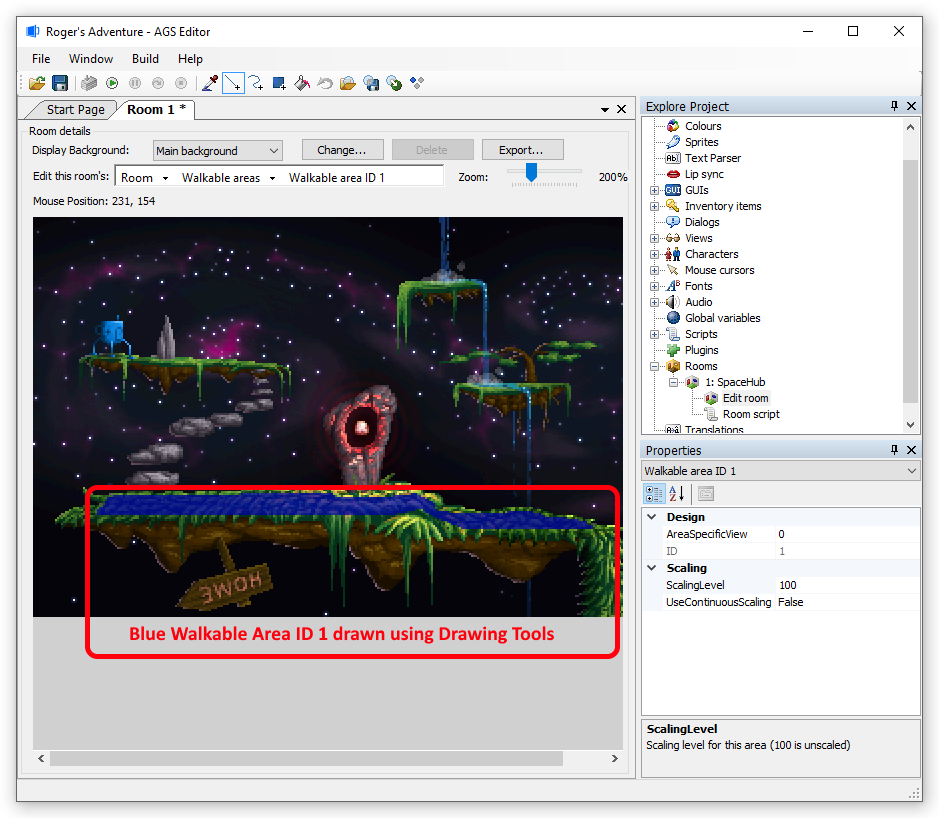 Roger's Adventure - AGS Editor
File Window Build Help
Start Page Room 1 *
Room details
Display Background: Main background Change... Delete Export...
Edit this room's: Room Walkable areas Walkable area ID 1 Zoom: 200%
Mouse Position: 231, 154
HOME
Blue Walkable Area ID 1 drawn using Drawing Tools
Explore Project
Colours
Sprites
Ab| Text Parser
Lip sync
GUI GUIs
Inventory items
Dialogs
Views
Characters
Mouse cursors
Fonts
Audio
Global variables
Scripts
Plugins
Rooms
1: SpaceHub
Edit room
Room script
Translations
Properties
Walkable area ID 1
Design
AreaSpecificView 0
ID 1
Scaling
ScalingLevel 100
UseContinuousScaling False
ScalingLevel
Scaling level for this area (100 is unscaled)